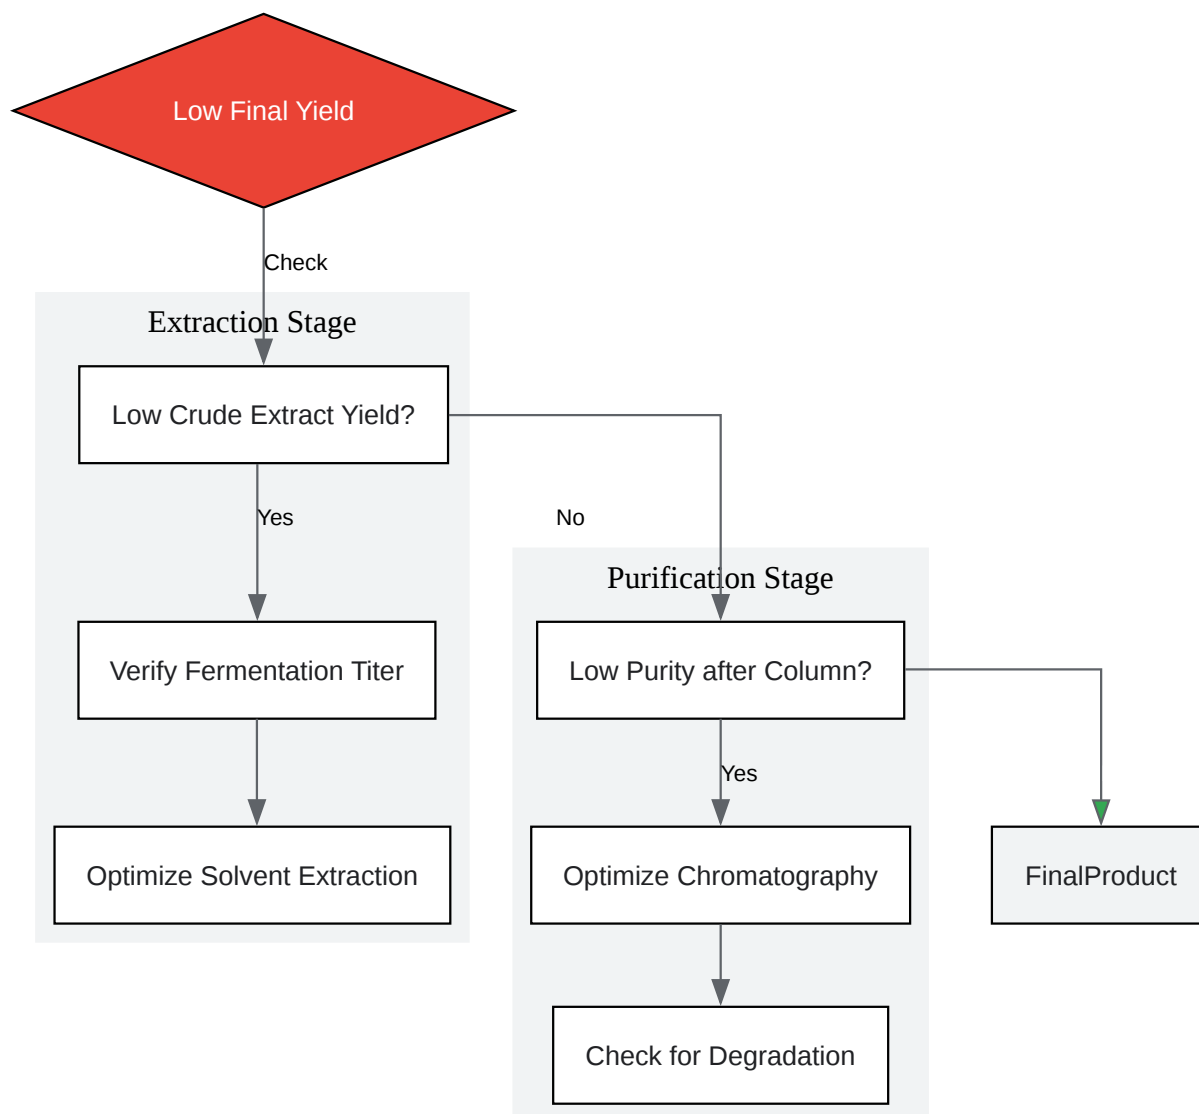 Low Final Yield
Check
Extraction Stage
Low Crude Extract Yield?
Yes
No
Purification Stage
Verify Fermentation Titer
Low Purity after Column?
Yes
Optimize Solvent Extraction
Optimize Chromatography
FinalProduct
Check for Degradation